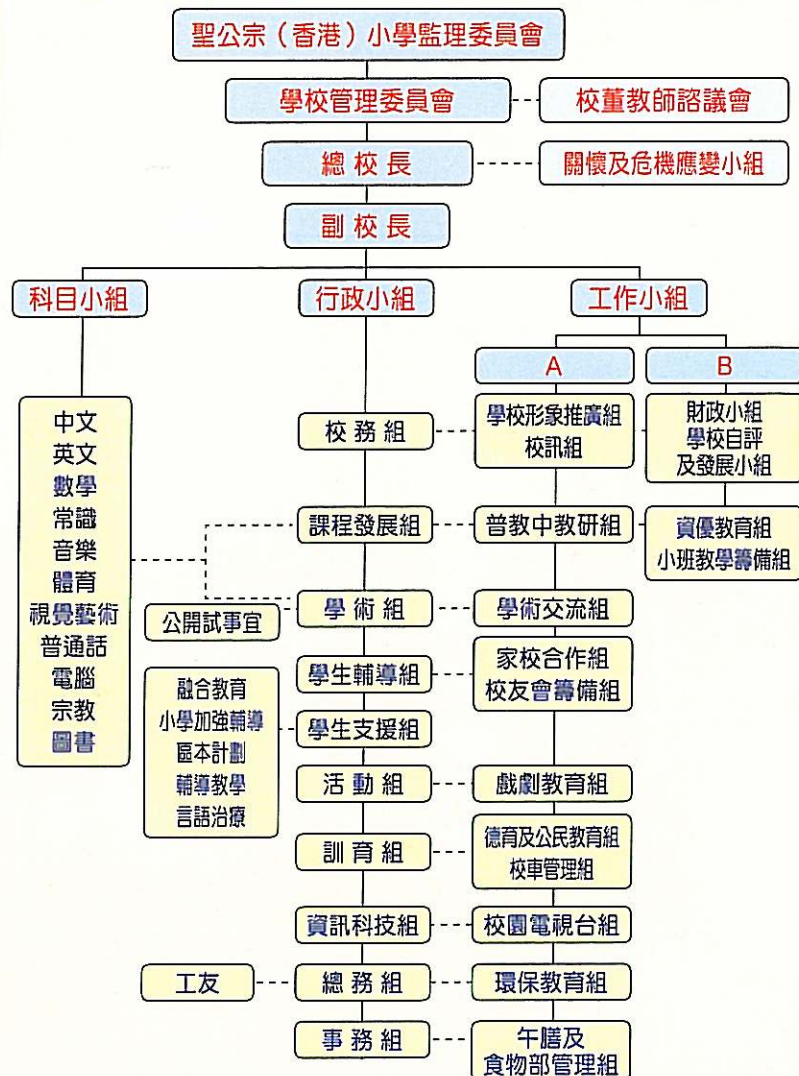 聖公宗（香港）小學監理委員會
學校管理委員會
校董教師諮議會
總校長
關懷及危機應變小組
副校長
科目小組
行政小組
工作小組
A
B
中文
英文
數學
常識
音樂
體育
視覺藝術
普通話
電腦
宗教
圖書
校務組
學校形象推廣組
校訊組
財政小組
學校自評
及發展小組
課程發展組
普教中教研組
資優教育組
小班教學籌備組
公開試事宜
學術組
學術交流組
學生輔導組
家校合作組
校友會籌備組
融合教育
小學加強輔導
區本計劃
輔導教學
言語治療
學生支援組
活動組
戲劇教育組
訓育組
德育及公民教育組
校車管理組
資訊科技組
校園電視台組
工友
總務組
環保教育組
事務組
午膳及
食物部管理組